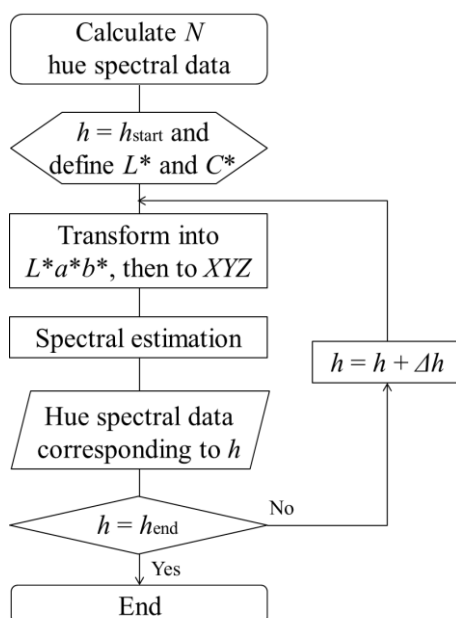 Calculate N
hue spectral data
h = hstart and
define L* and C*
Transform into
L*a*b*, then to XYZ
Spectral estimation
h = h + Δh
Hue spectral data
corresponding to h
h = hend
No
Yes
End